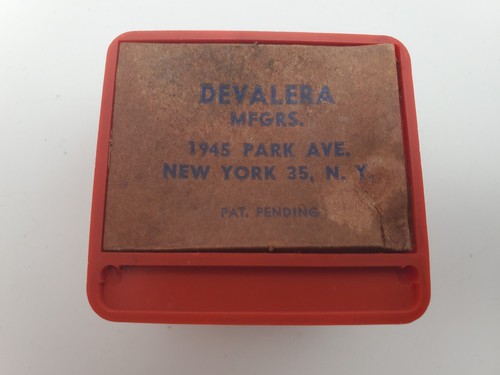 DEVALERA
MFGRS.
1945 PARK AVE.
NEW YORK 35, N. Y.
PAT. PENDING